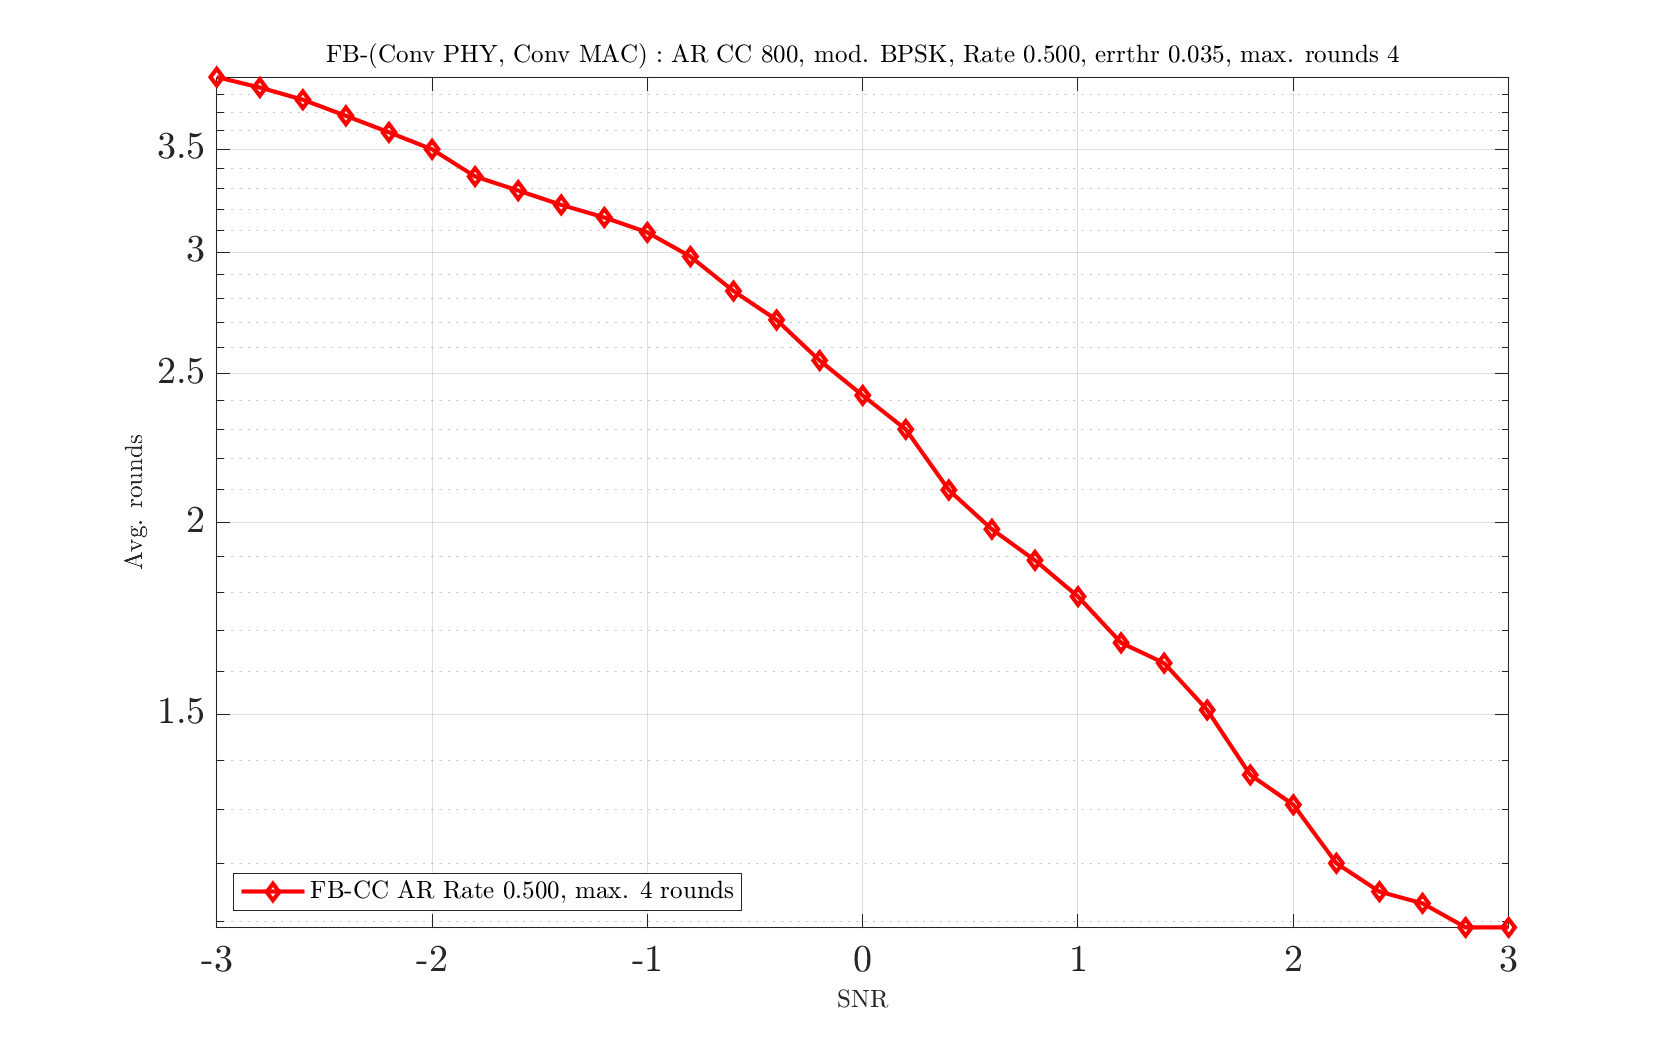 FB-(Conv PHY, Conv MAC) : AR CC 800, mod. BPSK, Rate 0.500, errthr 0.035, max. rounds 4
3.5
3
2.5
2
1.5
Avg. rounds
FB-CC AR Rate 0.500, max. 4 rounds
-3 -2 -1 0 1 2 3
SNR